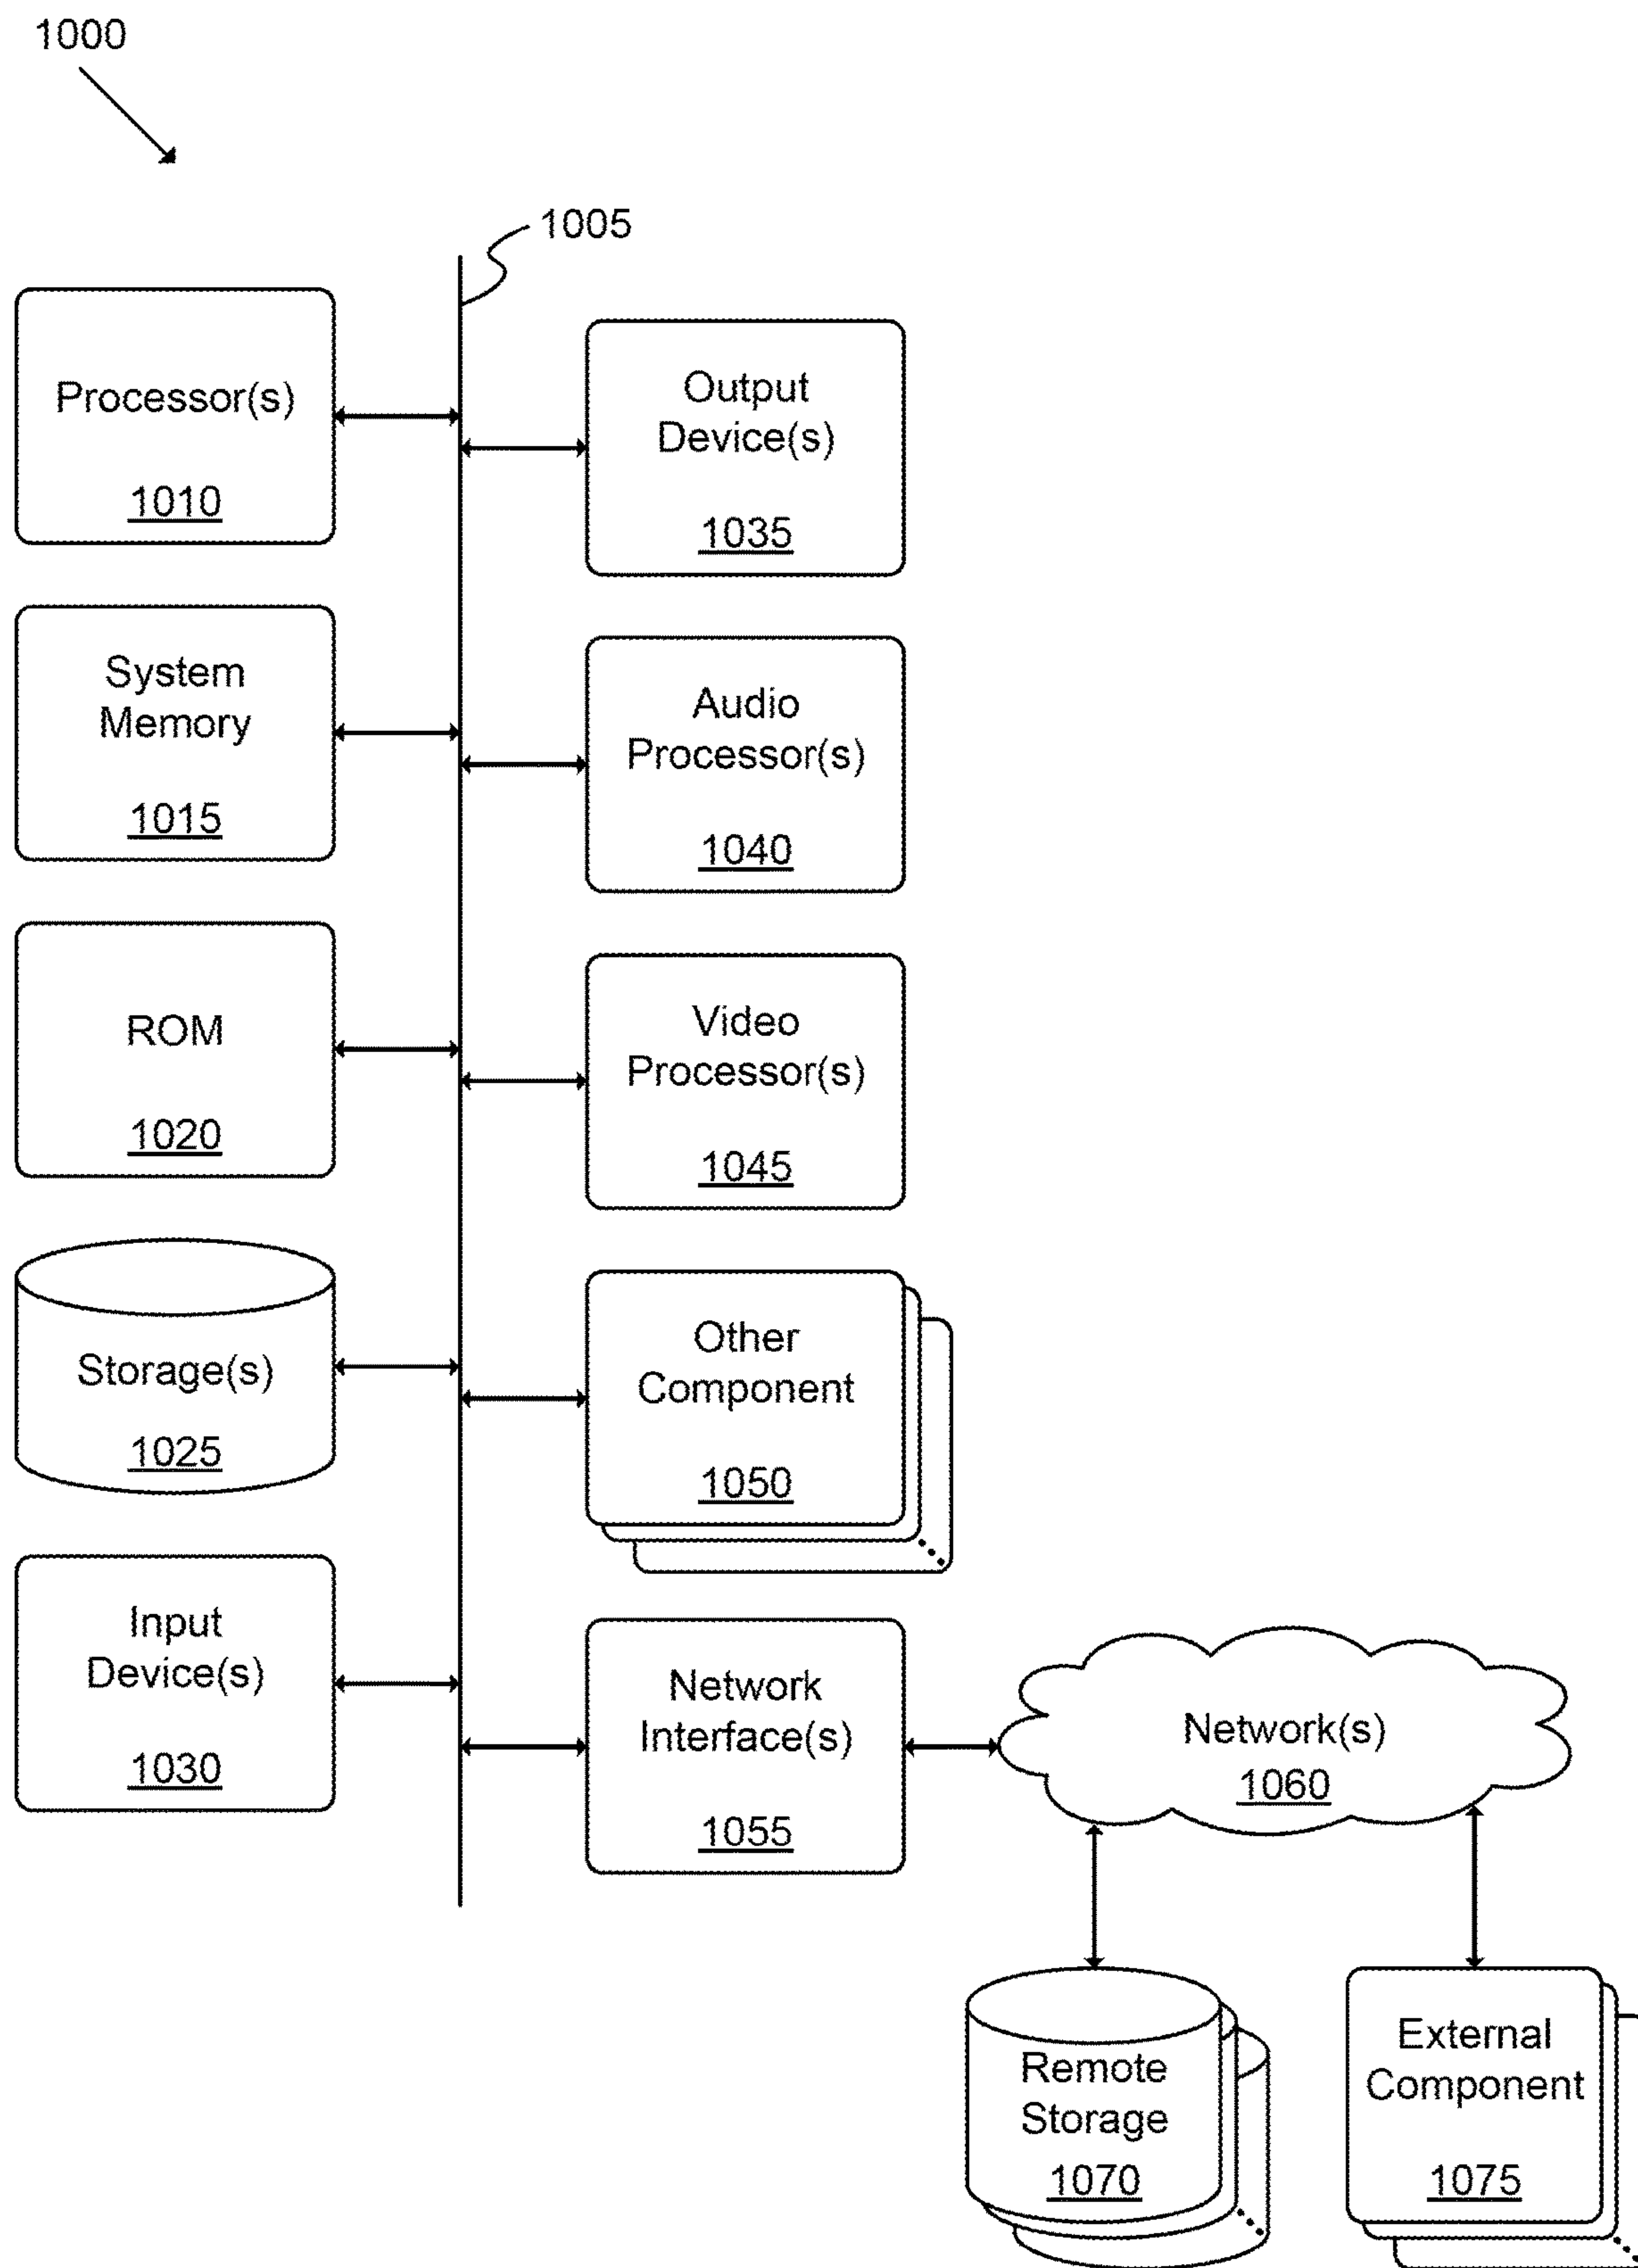 1000
1005
Processor(s)
1010
Output
Device(s)
1035
System
Memory
1015
Audio
Processor(s)
1040
ROM
1020
Video
Processor(s)
1045
Storage(s)
1025
Other
Component
1050
Input
Device(s)
1030
Network
Interface(s)
1055
Network(s)
1060
Remote
Storage
1070
External
Component
1075